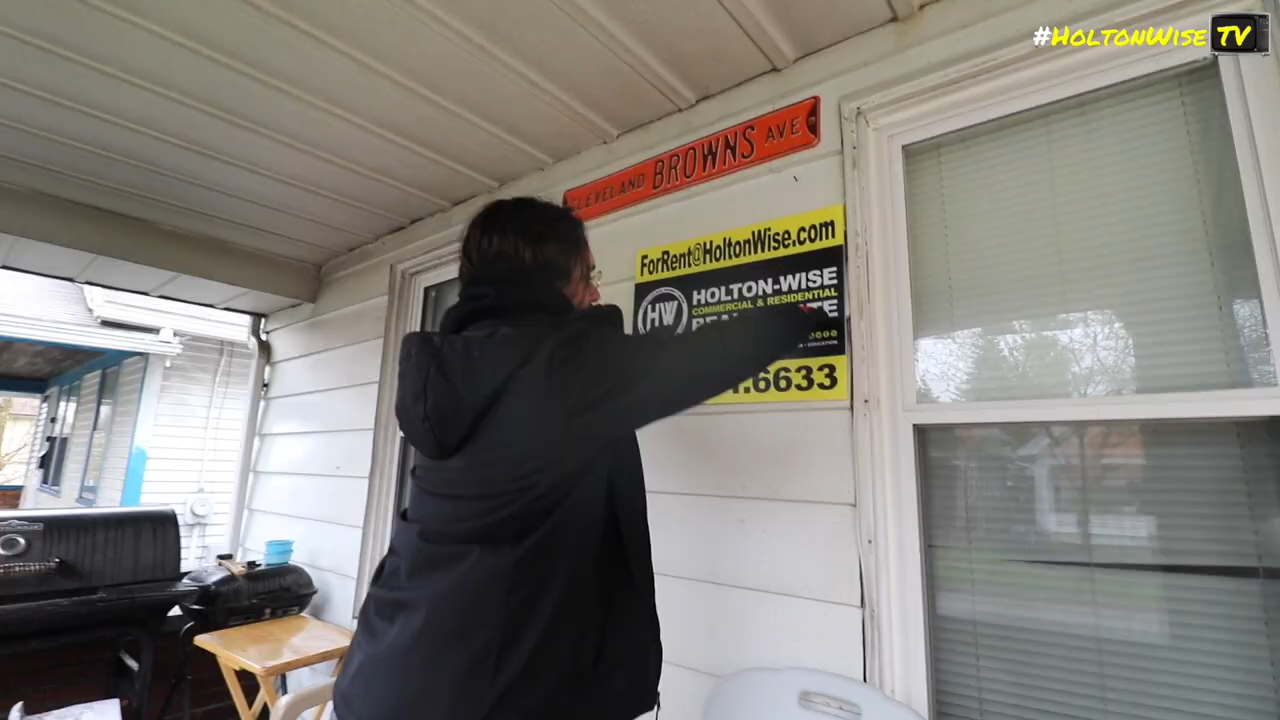 #HOLTONWISE TV
CLEVELAND BROWNS AVE
ForRent@HoltonWise.com
HW
HOLTON-WISE
COMMERCIAL & RESIDENTIAL
.6633